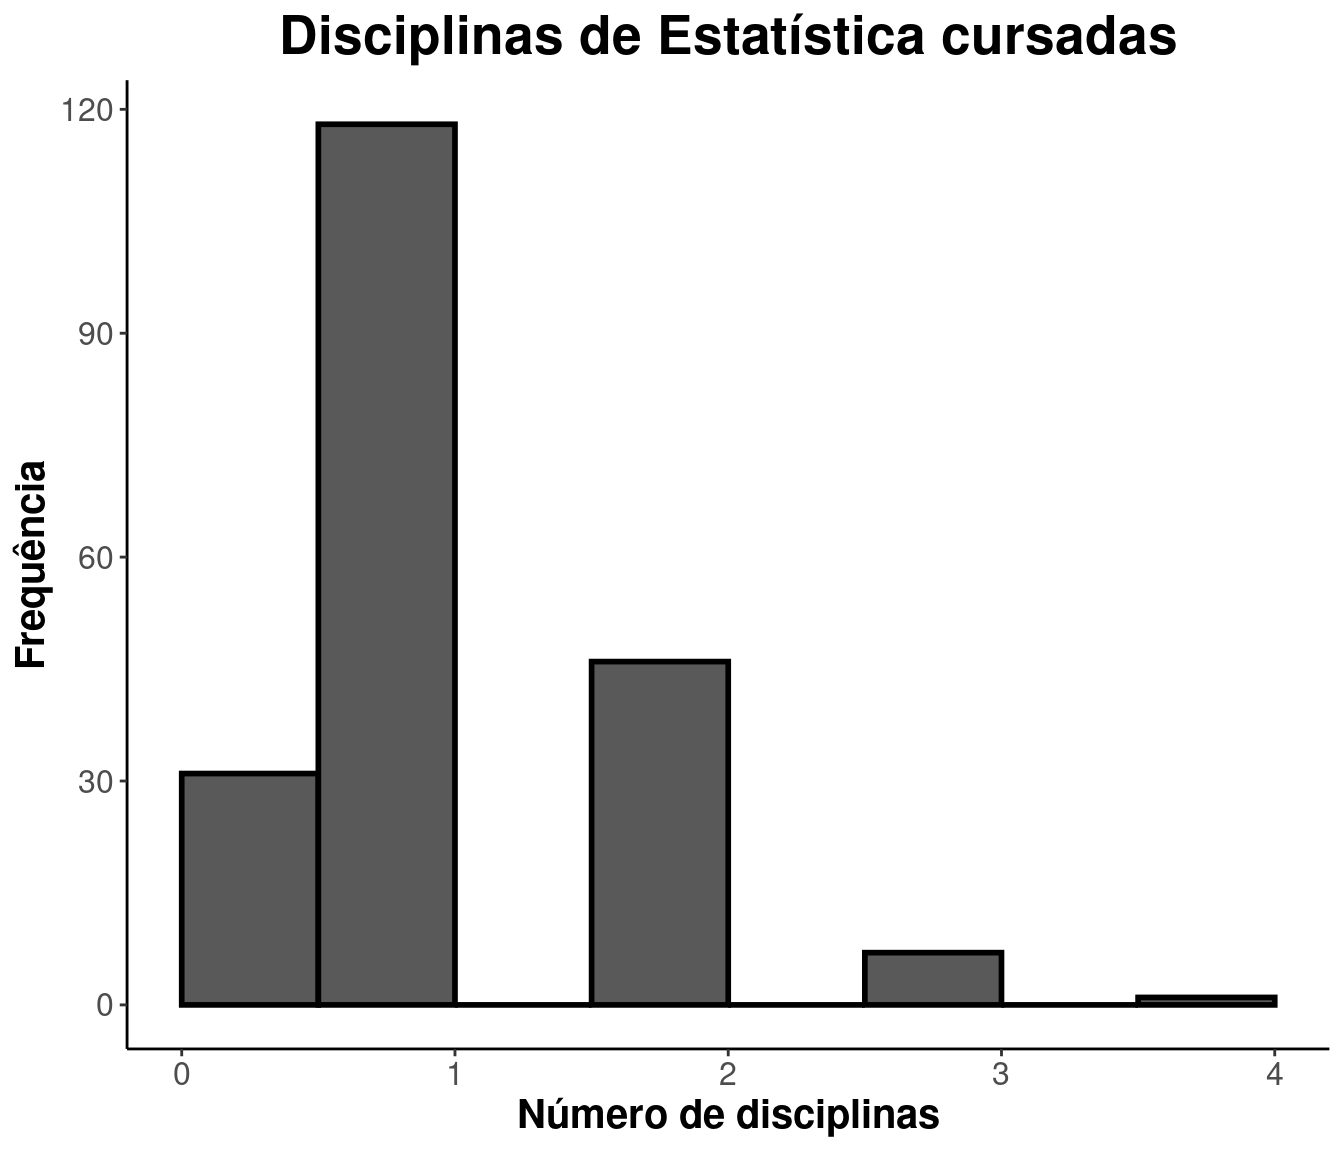 Disciplinas de Estatística cursadas
120
90
60
30
0
Frequência
0 1 2 3 4
Número de disciplinas